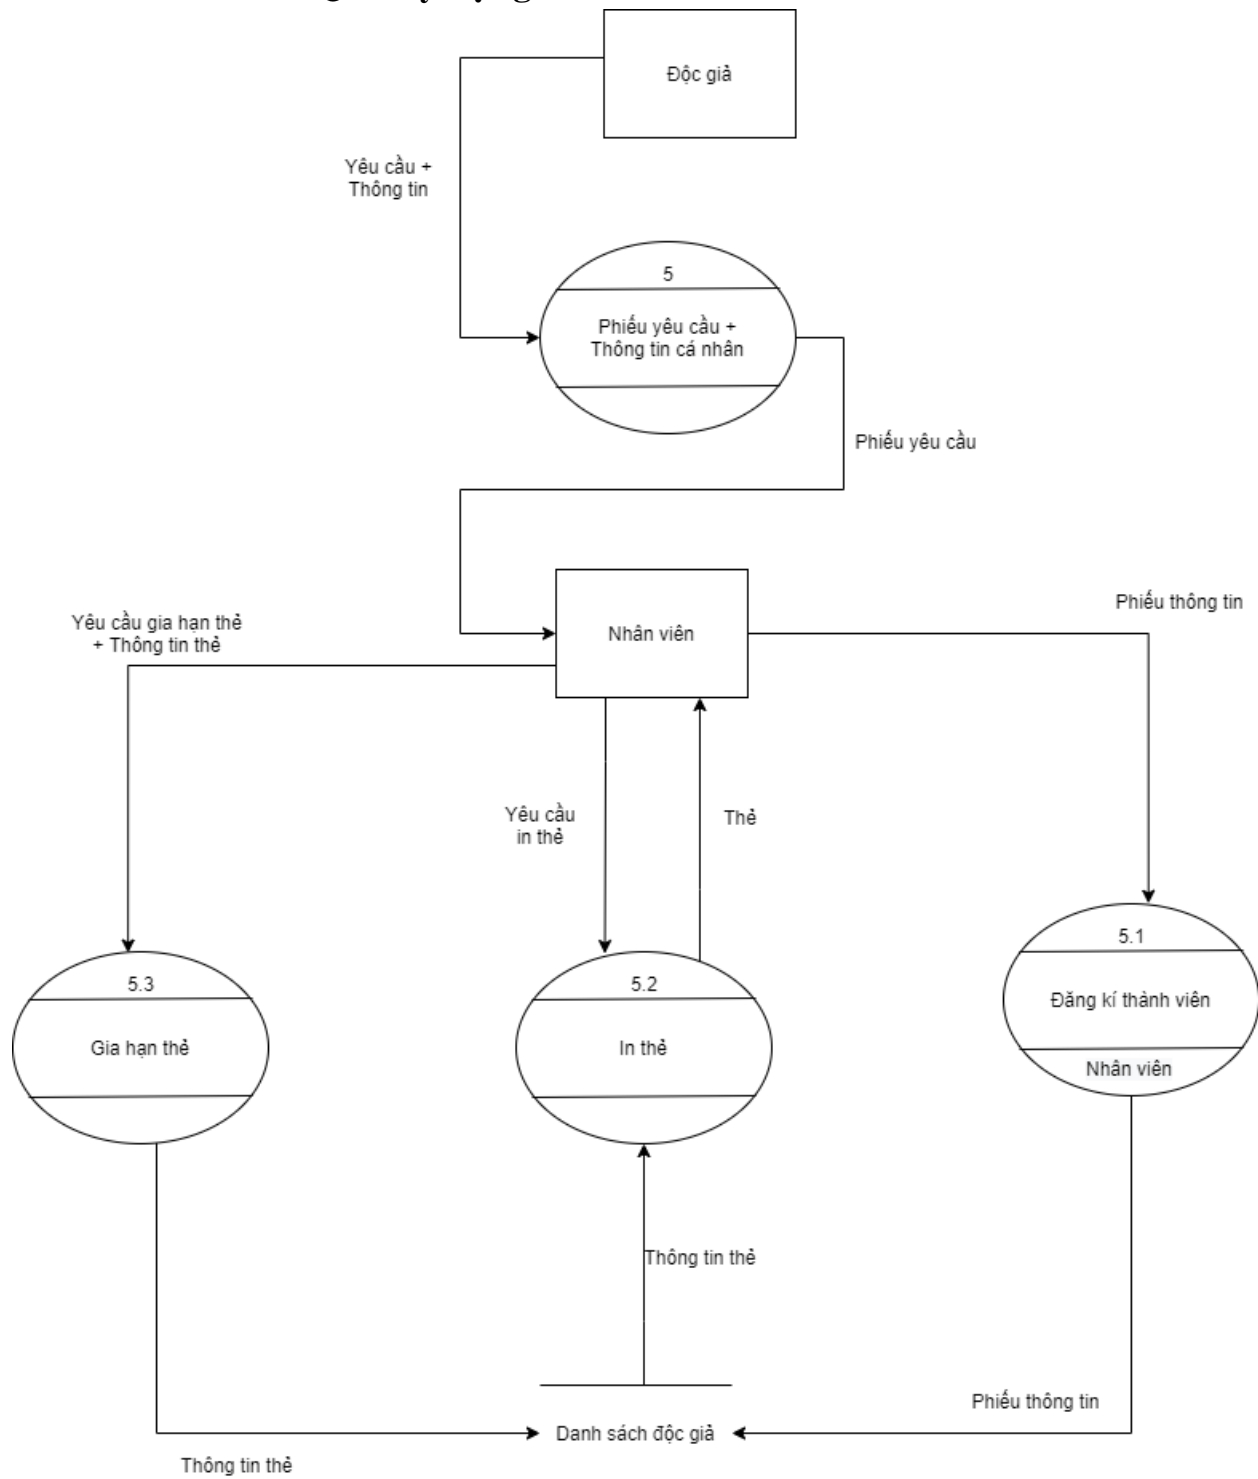 Độc giả
Yêu cầu +
Thông tin
5
Phiếu yêu cầu +
Thông tin cá nhân
Phiếu yêu cầu
Nhân viên
Phiếu thông tin
Yêu cầu gia hạn thẻ
+ Thông tin thẻ
Yêu cầu
in thẻ
Thẻ
5.1
Đăng kí thành viên
Nhân viên
5.3
Gia hạn thẻ
5.2
In thẻ
Thông tin thẻ
Phiếu thông tin
Danh sách độc giả
Thông tin thẻ